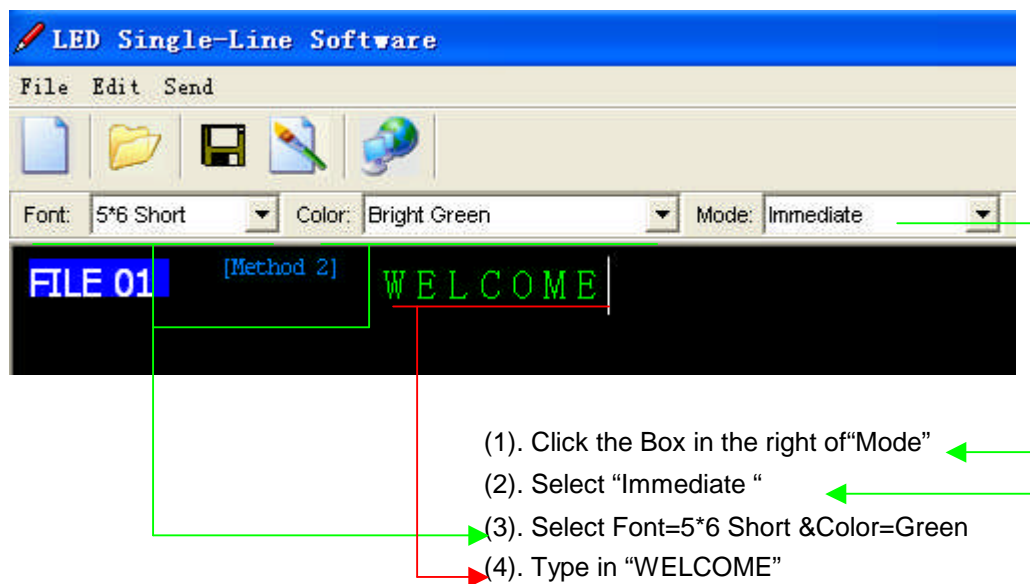 LED Single-Line Software
File Edit Send
Font: 5*6 Short Color: Bright Green Mode: Immediate
FILE 01 [Method 2] WELCOME
(1). Click the Box in the right of“Mode”
(2). Select “Immediate “
(3). Select Font=5*6 Short &Color=Green
(4). Type in “WELCOME”